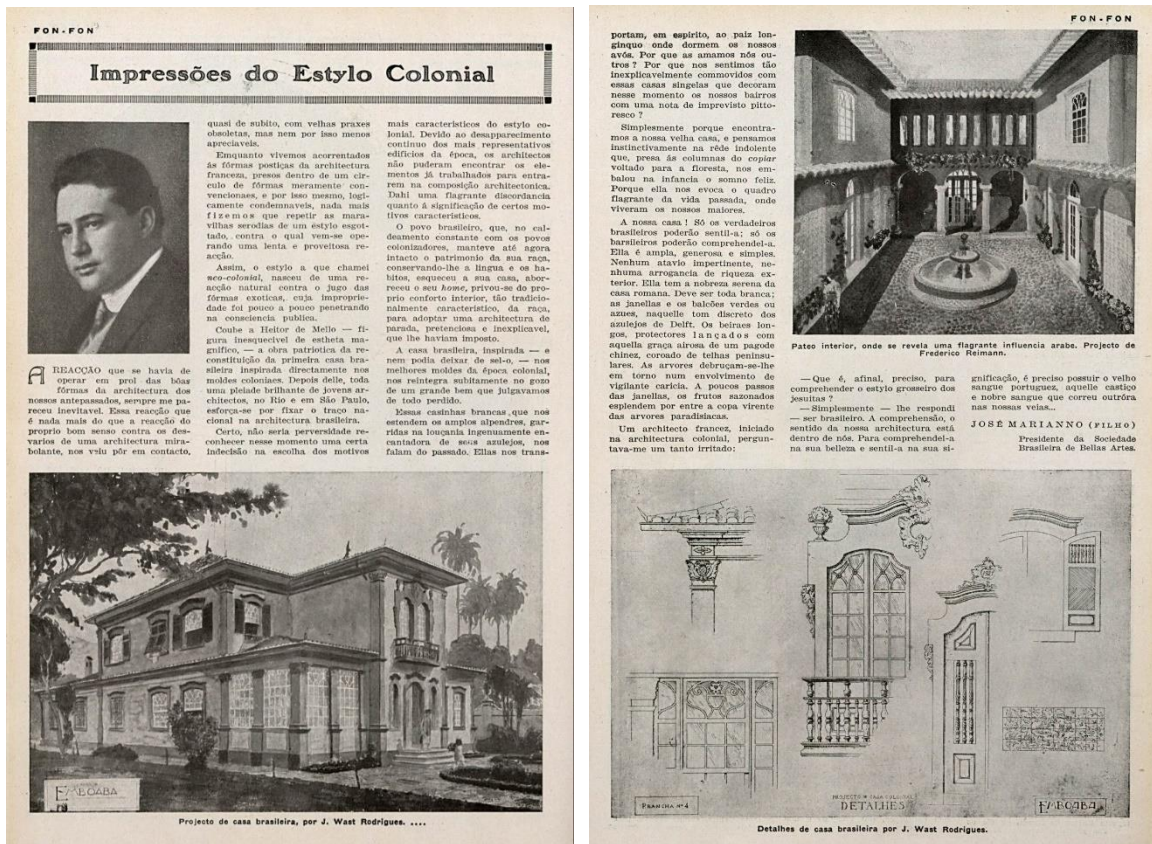 FON-FON
Impressões do Estylo Colonial
A REACÇÃO que se havia de
operar em prol das bôas
fórmas da architectura dos
nossos antepassados, sempre me pa-
receu inevitavel. Essa reacção que
é nada mais do que a reacção do
proprio bom senso contra os des-
varios de uma architectura mira-
bolante, nos veiu pôr em contacto,
quasi de subito, com velhas praxes
obsoletas, mas nem por isso menos
apreciaveis.
Emquanto vivemos acorrentados
ás fórmas postiças da architectura
franceza, presos dentro de um cir-
culo de fórmas meramente con-
vencionaes, e por isso mesmo, logi-
camente condemnaveis, nada mais
fizemos que repetir as mara-
vilhas serodias de um estylo esgot-
tado, contra o qual vem-se ope-
rando uma lenta e proveitosa re-
acção.
Assim, o estylo a que chamei
neo-colonial, nasceu de uma re-
acção natural contra o jugo das
fórmas exoticas, cuja improprie-
dade foi pouco a pouco penetrando
na consciencia publica.
Coube a Heitor de Mello — fi-
gura inesquecivel de estheta ma-
gnifico, — a obra patriotica da re-
constituição da primeira casa bra-
sileira inspirada directamente nos
moldes coloniaes. Depois delle, toda
uma pleiade brilhante de jovens ar-
chitectos, no Rio e em São Paulo,
esforça-se por fixar o traço na-
cional na architectura brasileira.
Certo, não seria perversidade re-
conhecer nesse momento uma certa
indecisão na escolha dos motivos
mais caracteristicos do estylo co-
lonial. Devido ao desapparecimento
continuo dos mais representativos
edificios da época, os architectos
não puderam encontrar os ele-
mentos já trabalhados para entra-
rem na composição architectonica.
Dahi uma flagrante discordancia
quanto á significação de certos mo-
tivos caracteristicos.
O povo brasileiro, que, no cal-
deamento constante com os povos
colonizadores, manteve até agora
intacto o patrimonio da sua raça,
conservando-lhe a lingua e os ha-
bitos, esqueceu a sua casa, abor-
receu o seu home, privou-se do pro-
prio conforto interior, tão tradicio-
nalmente caracteristico, da raça,
para adoptar uma architectura de
parada, pretenciosa e inexplicavel,
que lhe haviam imposto.
A casa brasileira, inspirada — e
nem podia deixar de sel-o, — nos
melhores moldes da época colonial,
nos reintegra subitamente no gozo
de um grande bem que julgavamos
de todo perdido.
Essas casinhas brancas, que nos
estendem os amplos alpendres, gar-
ridas na louçania ingenuamente en-
cantadora de seus azulejos, nos
falam do passado. Ellas nos trans-
EMBOABA
Projecto de casa brasileira, por J. Wast Rodrigues. ....
FON-FON
portam, em espirito, ao paiz lon-
ginquo onde dormem os nossos
avós. Por que as amamos nós ou-
tros ? Por que nos sentimos tão
inexplicavelmente commovidos com
essas casas singelas que decoram
nesse momento os nossos bairros
com uma nota de imprevisto pitto-
resco ?
Simplesmente porque encontra-
mos a nossa velha casa, e pensamos
instinctivamente na rêde indolente
que, presa ás columnas do copiar
voltado para a floresta, nos em-
balou na infancia o somno feliz.
Porque ella nos evoca o quadro
flagrante da vida passada, onde
viveram os nossos maiores.
A nossa casa ! Só os verdadeiros
brasileiros poderão sentil-a; só os
barsileiros poderão comprehendel-a.
Ella é ampla, generosa e simples.
Nenhum atavio impertinente, ne-
nhuma arrogancia de riqueza ex-
terior. Ella tem a nobreza serena da
casa romana. Deve ser toda branca;
as janellas e os balcões verdes ou
azues, naquelle tom discreto dos
azulejos de Delft. Os beiraes lon-
gos, protectores lançados com
aquella graça airosa de um pagode
chinez, coroado de telhas peninsu-
lares. As arvores debruçam-se-lhe
em torno num envolvimento de
vigilante caricia. A poucos passos
das janellas, os frutos sazonados
esplendem por entre a copa virente
das arvores paradisiacas.
Um architecto francez, iniciado
na architectura colonial, pergun-
tava-me um tanto irritado:
Pateo interior, onde se revela uma flagrante influencia arabe. Projecto de
Frederico Reimann.
—Que é, afinal, preciso, para
comprehender o estylo grosseiro dos
jesuitas ?
—Simplesmente — lhe respondi
— ser brasileiro. A comprehensão, o
sentido da nossa architectura está
dentro de nós. Para comprehendel-a
na sua belleza e sentil-a na sua si-
gnificação, é preciso possuir o velho
sangue portuguez, aquelle castiço
e nobre sangue que correu outróra
nas nossas veias...
JOSÉ MARIANNO (FILHO)
Presidente da Sociedade
Brasileira de Bellas Artes.
PRANCHA Nº 4
DETALHES
EMBOABA
Detalhes de casa brasileira por J. Wast Rodrigues.